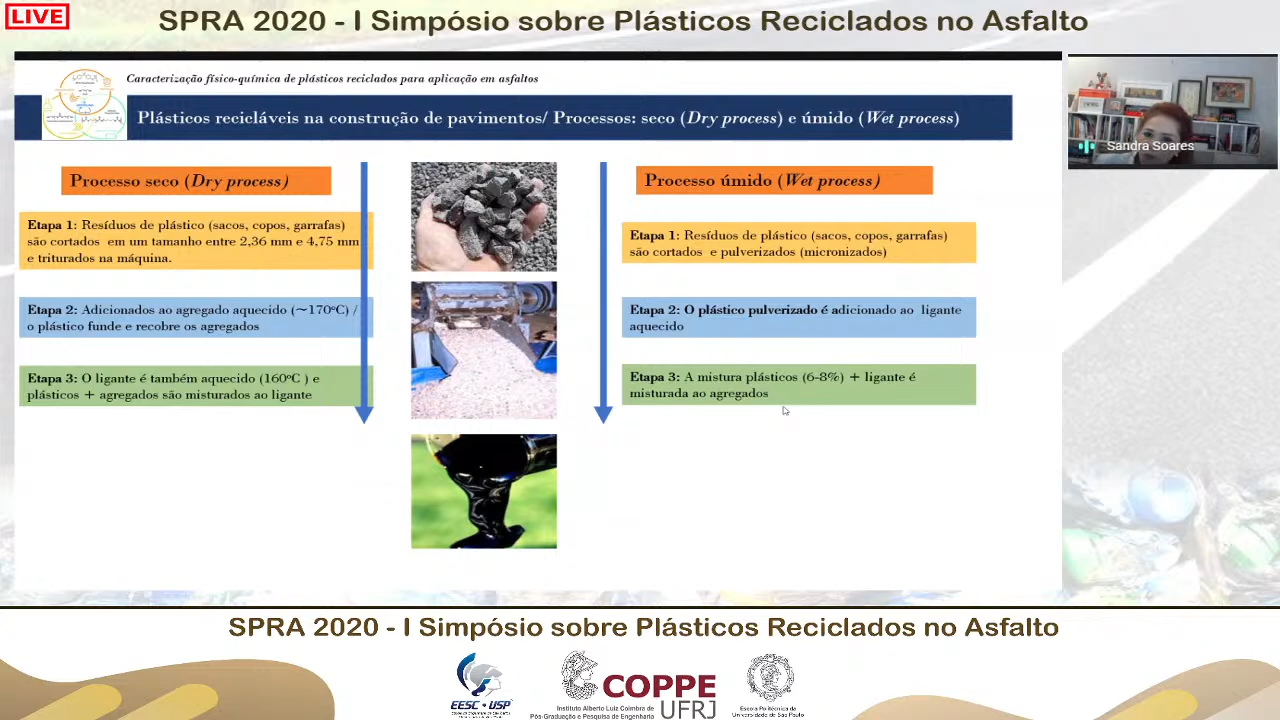 LIVE
SPRA 2020 - I Simpósio sobre Plásticos Reciclados no Asfalto
Caracterização físico-química de plásticos reciclados para aplicação em asfaltos
Plásticos recicláveis na construção de pavimentos/ Processos: seco (Dry process) e úmido (Wet process)
Sandra Soares
Processo seco (Dry process)
Etapa 1: Resíduos de plástico (sacos, copos, garrafas)
são cortados em um tamanho entre 2,36 mm e 4,75 mm
e triturados na máquina.
Etapa 2: Adicionados ao agregado aquecido (~170ºC) /
o plástico funde e recobre os agregados
Etapa 3: O ligante é também aquecido (160ºC ) e
plásticos + agregados são misturados ao ligante
Processo úmido (Wet process)
Etapa 1: Resíduos de plástico (sacos, copos, garrafas)
são cortados e pulverizados (micronizados)
Etapa 2: O plástico pulverizado é adicionado ao ligante
aquecido
Etapa 3: A mistura plásticos (6-8%) + ligante é
misturada ao agregados
SPRA 2020 - I Simpósio sobre Plásticos Reciclados no Asfalto
EESC • USP
COPPE
UFRJ
Instituto Alberto Luiz Coimbra de
Pós-Graduação e Pesquisa de Engenharia
Escola Politécnica da
Universidade de São Paulo